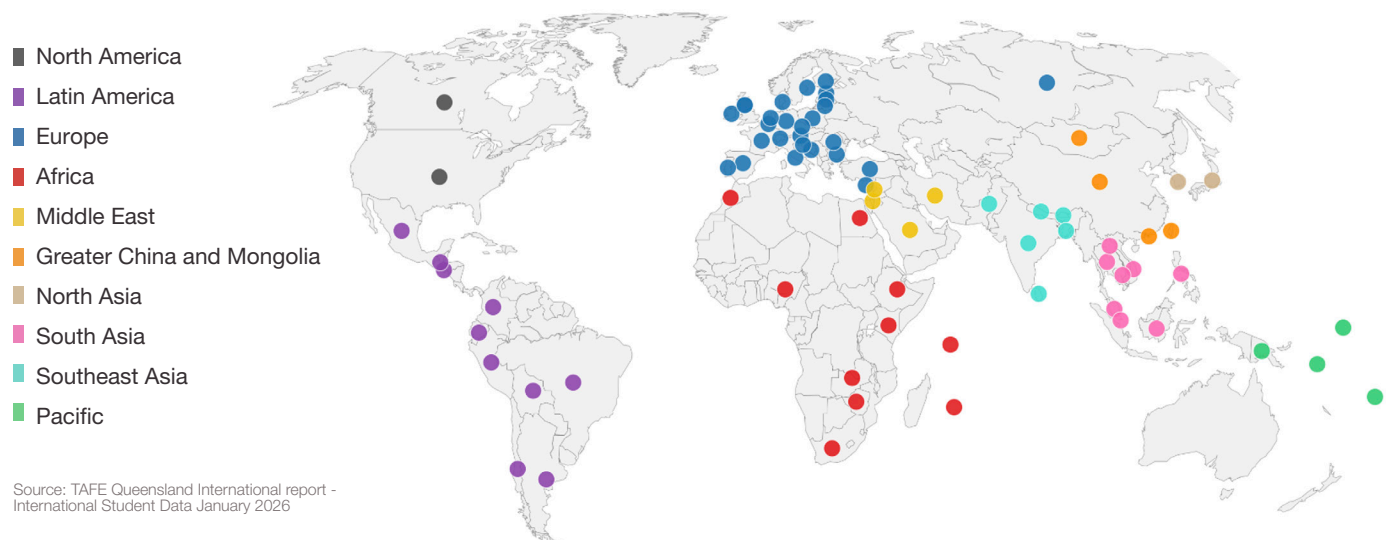 North America
Latin America
Europe
Africa
Middle East
Greater China and Mongolia
North Asia
South Asia
Southeast Asia
Pacific
Source: TAFE Queensland International report -
International Student Data January 2026